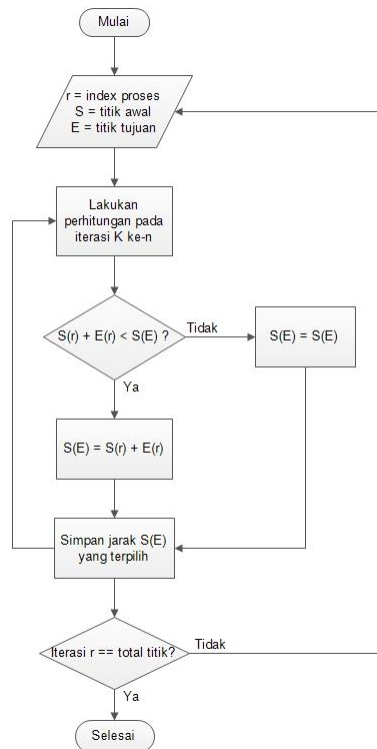 Mulai
r = index proses
S = titik awal
E = titik tujuan
Lakukan
perhitungan pada
iterasi K ke-n
S(r) + E(r) < S(E) ?
Tidak
S(E) = S(E)
Ya
S(E) = S(r) + E(r)
Simpan jarak S(E)
yang terpilih
Iterasi r == total titik?
Tidak
Ya
Selesai